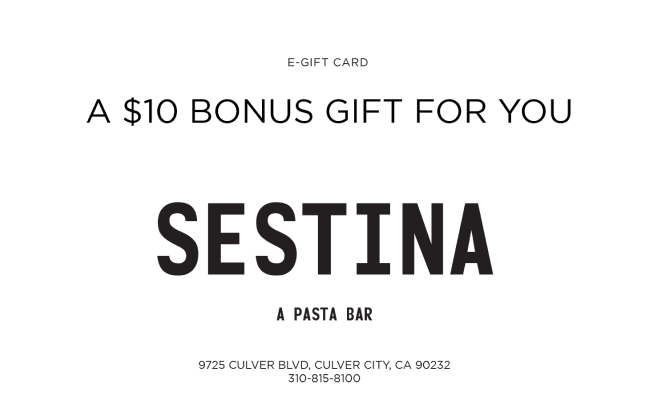 E-GIFT CARD
A $10 BONUS GIFT FOR YOU
SESTINA
A PASTA BAR
9725 CULVER BLVD, CULVER CITY, CA 90232
310-815-8100